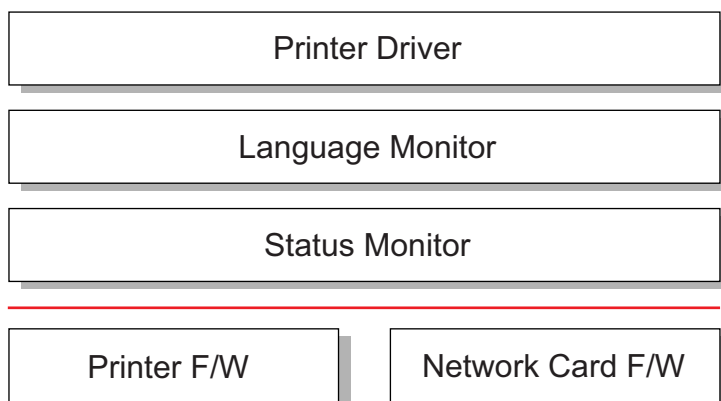 Printer Driver
Language Monitor
Status Monitor
Printer F/W
Network Card F/W